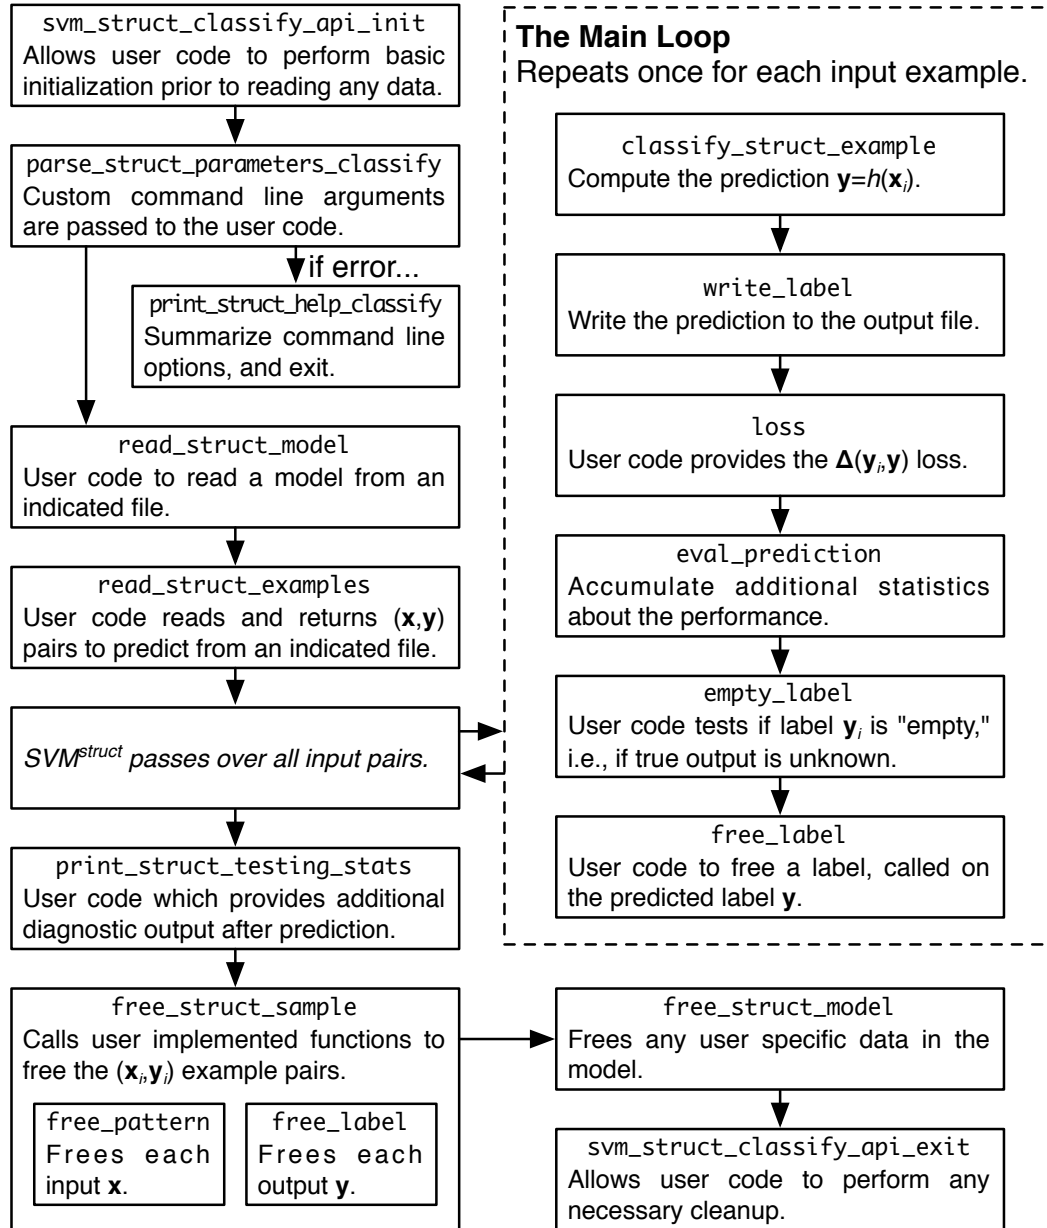 svm_struct_classify_api_init
Allows user code to perform basic
initialization prior to reading any data.
parse_struct_parameters_classify
Custom command line arguments
are passed to the user code.
if error...
print_struct_help_classify
Summarize command line
options, and exit.
read_struct_model
User code to read a model from an
indicated file.
read_struct_examples
User code reads and returns (x,y)
pairs to predict from an indicated file.
SVMstruct passes over all input pairs.
print_struct_testing_stats
User code which provides additional
diagnostic output after prediction.
free_struct_sample
Calls user implemented functions to
free the (xi,yi) example pairs.
free_pattern
Frees each
input x.
free_label
Frees each
output y.
The Main Loop
Repeats once for each input example.
classify_struct_example
Compute the prediction y=h(xi).
write_label
Write the prediction to the output file.
loss
User code provides the Δ(yi,y) loss.
eval_prediction
Accumulate additional statistics
about the performance.
empty_label
User code tests if label yi is "empty,"
i.e., if true output is unknown.
free_label
User code to free a label, called on
the predicted label y.
free_struct_model
Frees any user specific data in the
model.
svm_struct_classify_api_exit
Allows user code to perform any
necessary cleanup.